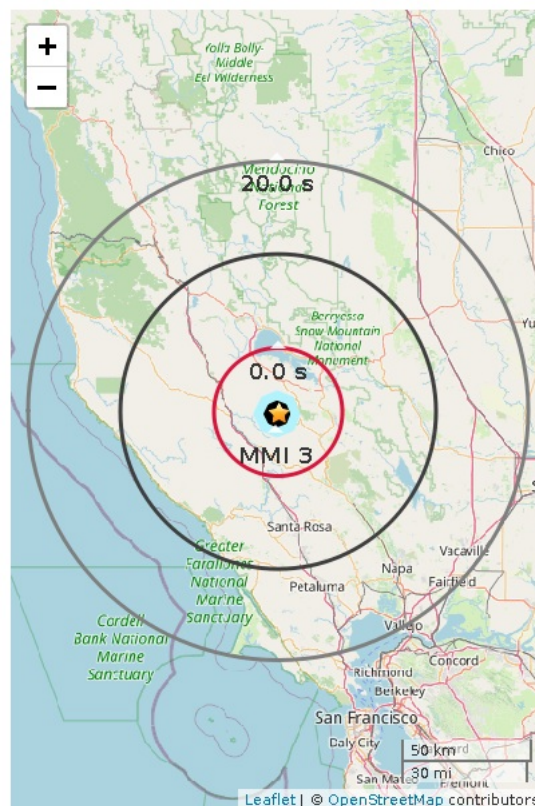 +
−
Yolla Bolly-
Middle
Eel Wilderness
Chico
Mendocino
20.0 s
National
Forest
Berryessa
Snow Mountain
National
Monument
0.0 s
MMI 3
Santa Rosa
Greater
Farallones
National
Marine
Sanctuary
Vacaville
Napa
Fairfield
Petaluma
Cordell
Bank National
Marine
Sanctuary
Vallejo
Concord
Richmond
Berkeley
San Francisco
Daly City
50 km
30 mi
San Mateo
Fremont
Leaflet | © OpenStreetMap contributors